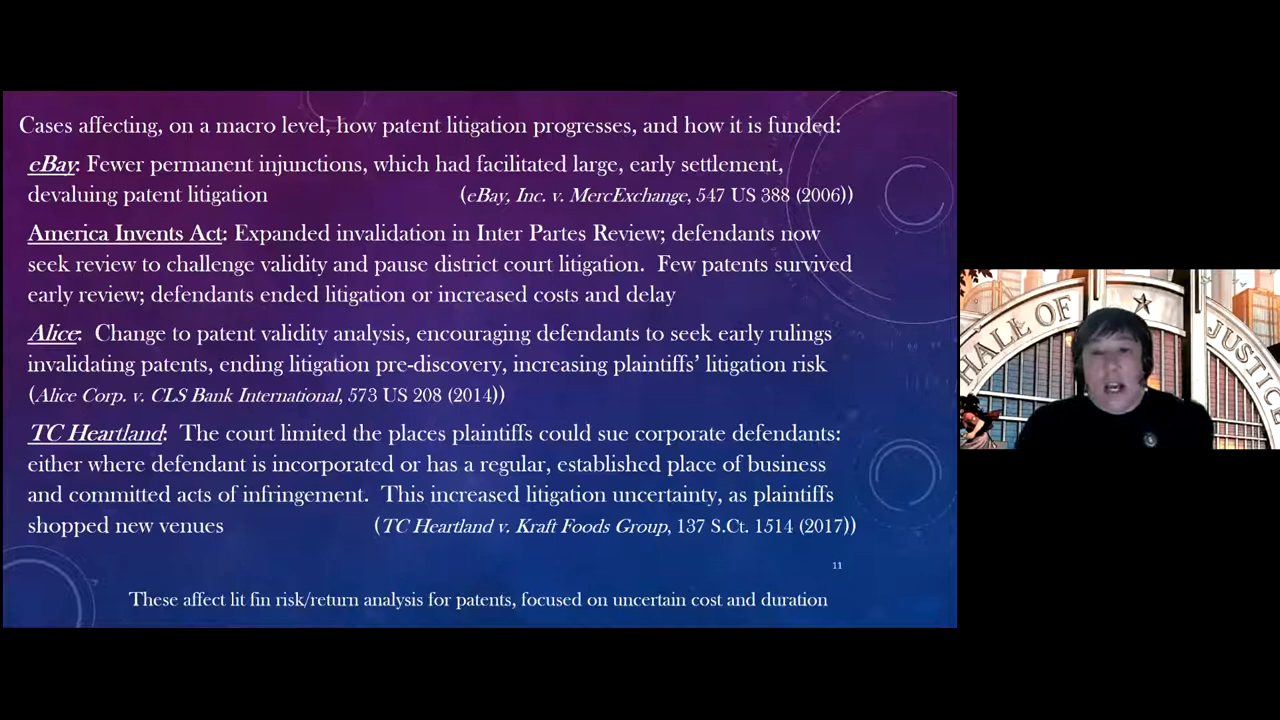 Cases affecting, on a macro level, how patent litigation progresses, and how it is funded:
eBay: Fewer permanent injunctions, which had facilitated large, early settlement,
devaluing patent litigation (eBay, Inc. v. MercExchange, 547 US 388 (2006))
America Invents Act: Expanded invalidation in Inter Partes Review; defendants now
seek review to challenge validity and pause district court litigation. Few patents survived
early review; defendants ended litigation or increased costs and delay
Alice: Change to patent validity analysis, encouraging defendants to seek early rulings
invalidating patents, ending litigation pre-discovery, increasing plaintiffs’ litigation risk
(Alice Corp. v. CLS Bank International, 573 US 208 (2014))
TC Heartland: The court limited the places plaintiffs could sue corporate defendants:
either where defendant is incorporated or has a regular, established place of business
and committed acts of infringement. This increased litigation uncertainty, as plaintiffs
shopped new venues (TC Heartland v. Kraft Foods Group, 137 S.Ct. 1514 (2017))
11
These affect lit fin risk/return analysis for patents, focused on uncertain cost and duration
HALL OF JUSTICE